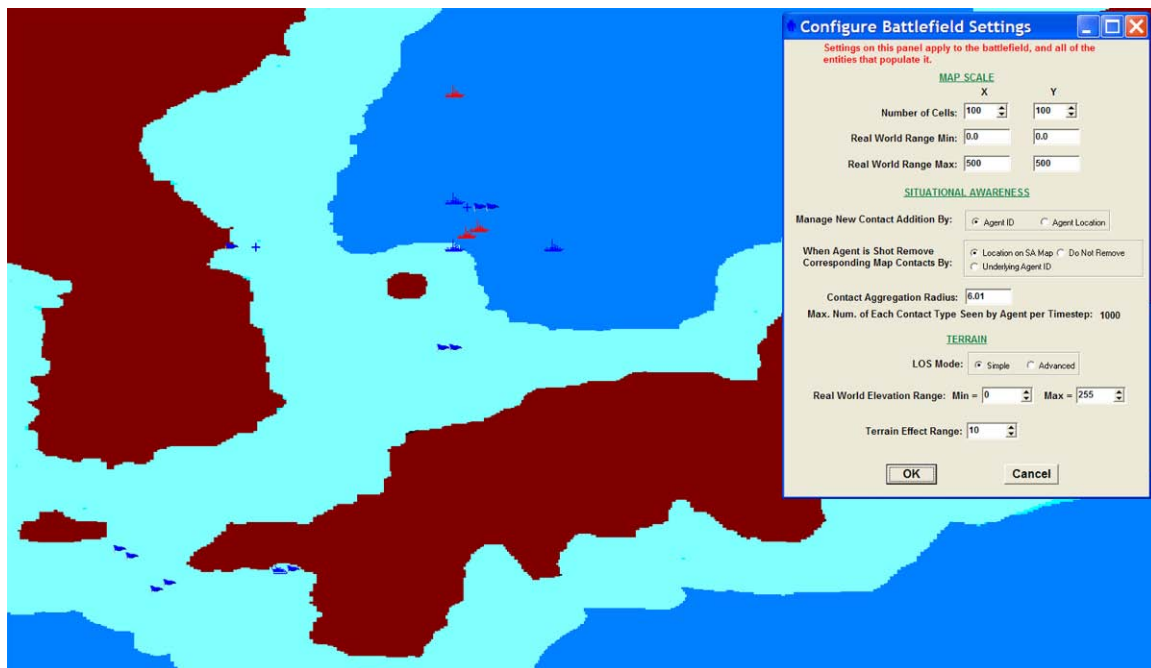 Configure Battlefield Settings
Settings on this panel apply to the battlefield, and all of the
entities that populate it.
MAP SCALE
X Y
Number of Cells: 100 100
Real World Range Min: 0.0 0.0
Real World Range Max: 500 500
SITUATIONAL AWARENESS
Manage New Contact Addition By: Agent ID Agent Location
When Agent is Shot Remove
Corresponding Map Contacts By:
Location on SA Map Do Not Remove
Underlying Agent ID
Contact Aggregation Radius: 6.01
Max. Num. of Each Contact Type Seen by Agent per Timestep: 1000
TERRAIN
LOS Mode: Simple Advanced
Real World Elevation Range: Min = 0 Max = 255
Terrain Effect Range: 10
OK Cancel